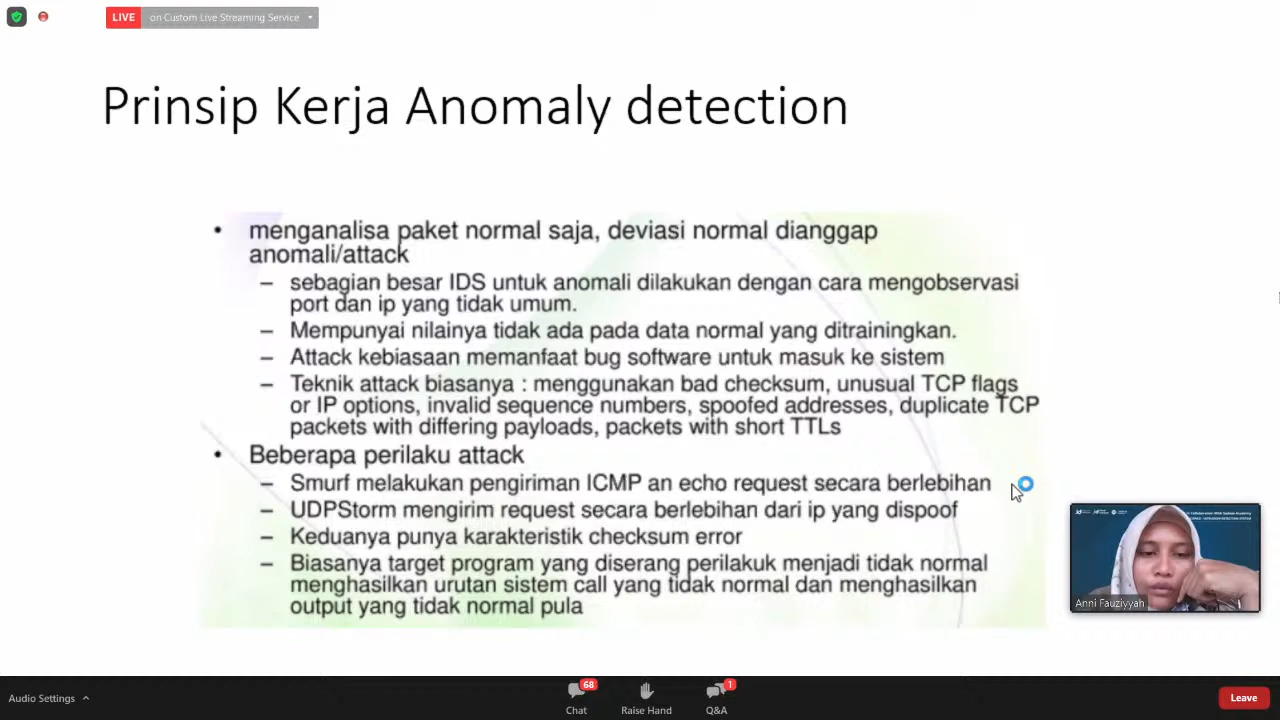 LIVE on Custom Live Streaming Service
Prinsip Kerja Anomaly detection
• menganalisa paket normal saja, deviasi normal dianggap
anomali/attack
– sebagian besar IDS untuk anomali dilakukan dengan cara mengobservasi
port dan ip yang tidak umum.
– Mempunyai nilainya tidak ada pada data normal yang ditrainingkan.
– Attack kebiasaan memanfaat bug software untuk masuk ke sistem
– Teknik attack biasanya : menggunakan bad checksum, unusual TCP flags
or IP options, invalid sequence numbers, spoofed addresses, duplicate TCP
packets with differing payloads, packets with short TTLs
• Beberapa perilaku attack
– Smurf melakukan pengiriman ICMP an echo request secara berlebihan
– UDPStorm mengirim request secara berlebihan dari ip yang dispoof
– Keduanya punya karakteristik checksum error
– Biasanya target program yang diserang perilakuk menjadi tidak normal
menghasilkan urutan sistem call yang tidak normal dan menghasilkan
output yang tidak normal pula
Anni Fauziyyah
Audio Settings
68
Chat
Raise Hand
1
Q&A
Leave